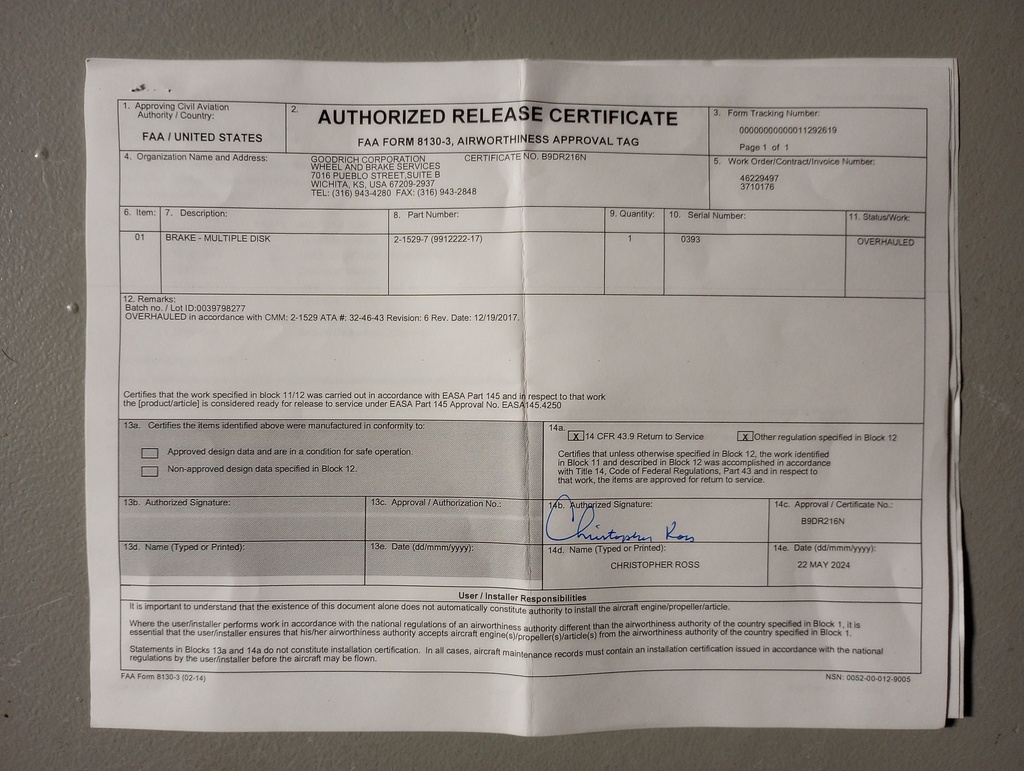 1. Approving Civil Aviation Authority / Country:
FAA / UNITED STATES
2.
AUTHORIZED RELEASE CERTIFICATE
FAA FORM 8130-3, AIRWORTHINESS APPROVAL TAG
3. Form Tracking Number:
00000000000011292619
Page 1 of 1
4. Organization Name and Address:
GOODRICH CORPORATION CERTIFICATE NO. B9DR216N
WHEEL AND BRAKE SERVICES
7016 PUEBLO STREET,SUITE B
WICHITA, KS, USA 67209-2937
TEL: (316) 943-4280 FAX: (316) 943-2848
5. Work Order/Contract/Invoice Number:
46229497
3710176
6. Item: 7. Description: 8. Part Number: 9. Quantity: 10. Serial Number: 11. Status/Work:
01 BRAKE - MULTIPLE DISK 2-1529-7 (9912222-17) 1 0393 OVERHAULED
12. Remarks:
Batch no. / Lot ID:0039798277
OVERHAULED in accordance with CMM: 2-1529 ATA #: 32-46-43 Revision: 6 Rev. Date: 12/19/2017.
Certifies that the work specified in block 11/12 was carried out in accordance with EASA Part 145 and in respect to that work
the [product/article] is considered ready for release to service under EASA Part 145 Approval No. EASA145.4250
13a. Certifies the items identified above were manufactured in conformity to:
Approved design data and are in a condition for safe operation.
Non-approved design data specified in Block 12.
14a.
X 14 CFR 43.9 Return to Service X Other regulation specified in Block 12
Certifies that unless otherwise specified in Block 12, the work identified
in Block 11 and described in Block 12 was accomplished in accordance
with Title 14, Code of Federal Regulations, Part 43 and in respect to
that work, the items are approved for return to service.
13b. Authorized Signature: 13c. Approval / Authorization No.:
14b. Authorized Signature:
Christopher Ross
14c. Approval / Certificate No.:
B9DR216N
13d. Name (Typed or Printed): 13e. Date (dd/mmm/yyyy):
14d. Name (Typed or Printed):
CHRISTOPHER ROSS
14e. Date (dd/mmm/yyyy):
22 MAY 2024
User / Installer Responsibilities
It is important to understand that the existence of this document alone does not automatically constitute authority to install the aircraft engine/propeller/article.
Where the user/installer performs work in accordance with the national regulations of an airworthiness authority different than the airworthiness authority of the country specified in Block 1, it is
essential that the user/installer ensures that his/her airworthiness authority accepts aircraft engine(s)/propeller(s)/article(s) from the airworthiness authority of the country specified in Block 1.
Statements in Blocks 13a and 14a do not constitute installation certification. In all cases, aircraft maintenance records must contain an installation certification issued in accordance with the national
regulations by the user/installer before the aircraft may be flown.
FAA Form 8130-3 (02-14) NSN: 0052-00-012-9005